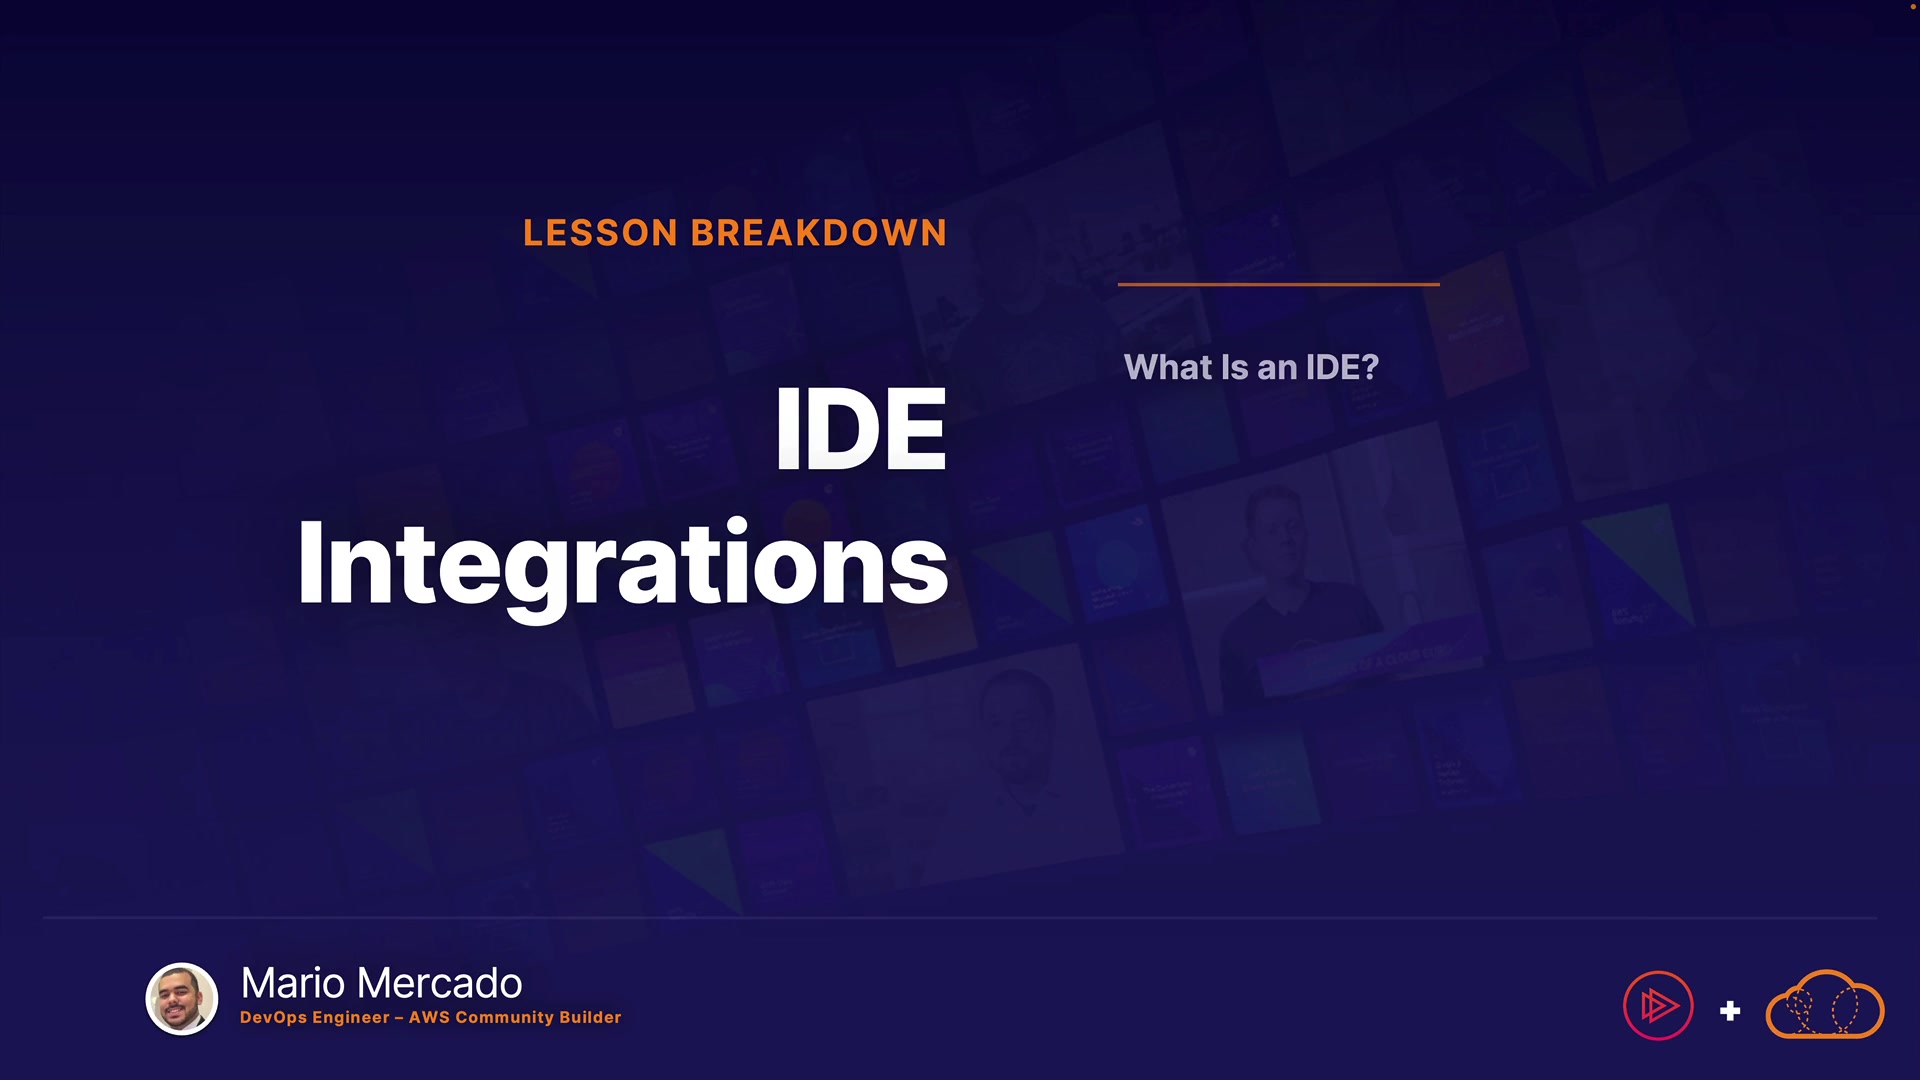 LESSON BREAKDOWN
IDE
Integrations
What Is an IDE?
Mario Mercado
DevOps Engineer – AWS Community Builder